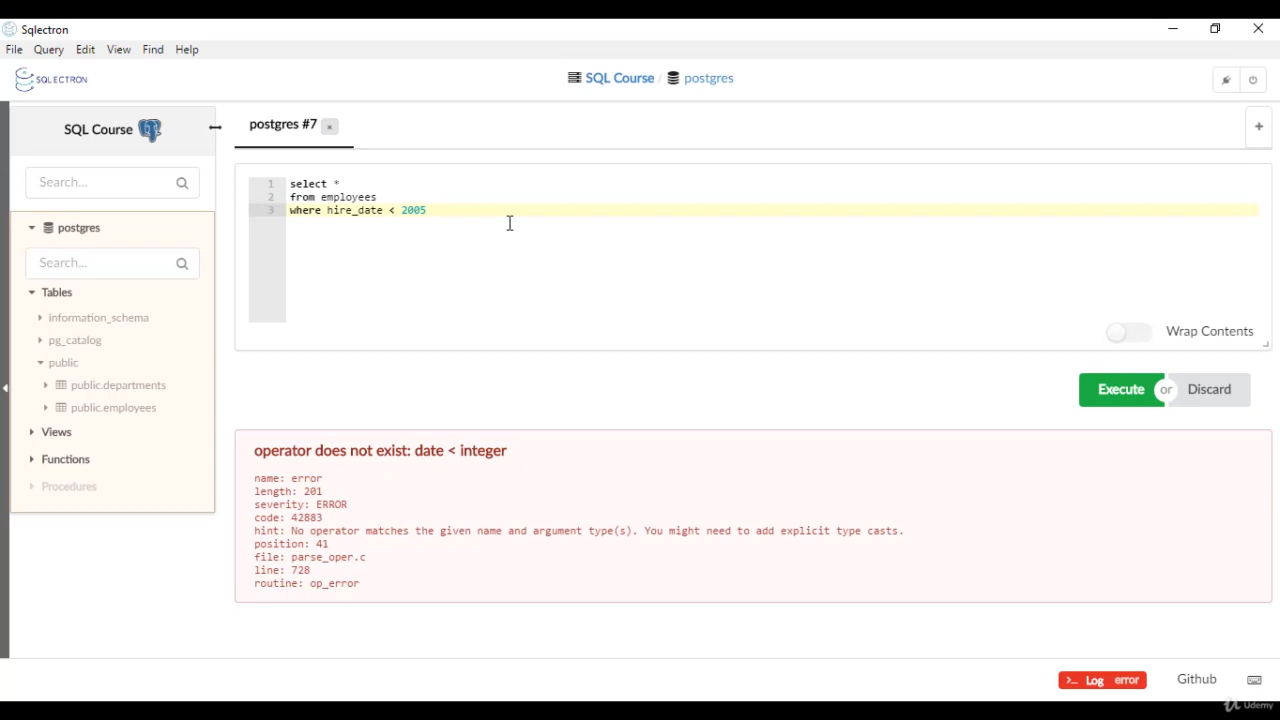 Sqlectron
File Query Edit View Find Help
SQLECTRON
SQL Course / postgres
SQL Course
postgres #7 ×
+
Search...
postgres
Search...
Tables
information_schema
pg_catalog
public
public.departments
public.employees
Views
Functions
Procedures
1 select *
2 from employees
3 where hire_date < 2005
Wrap Contents
Execute or Discard
operator does not exist: date < integer
name: error
length: 201
severity: ERROR
code: 42883
hint: No operator matches the given name and argument type(s). You might need to add explicit type casts.
position: 41
file: parse_oper.c
line: 728
routine: op_error
>_ Log error Github
Udemy